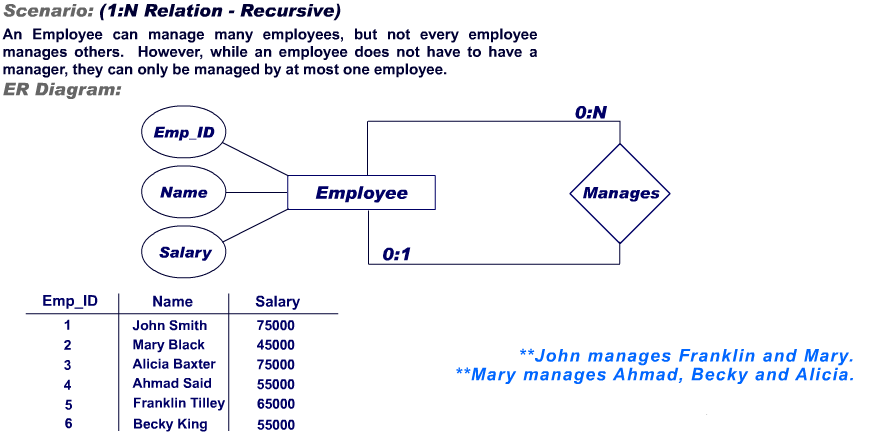 Scenario: (1:N Relation - Recursive)
An Employee can manage many employees, but not every employee
manages others. However, while an employee does not have to have a
manager, they can only be managed by at most one employee.
ER Diagram:
0:N
Emp_ID
Name
Employee
Manages
Salary
0:1
Emp_ID Name Salary
1 John Smith 75000
2 Mary Black 45000
3 Alicia Baxter 75000
4 Ahmad Said 55000
5 Franklin Tilley 65000
6 Becky King 55000
**John manages Franklin and Mary.
**Mary manages Ahmad, Becky and Alicia.